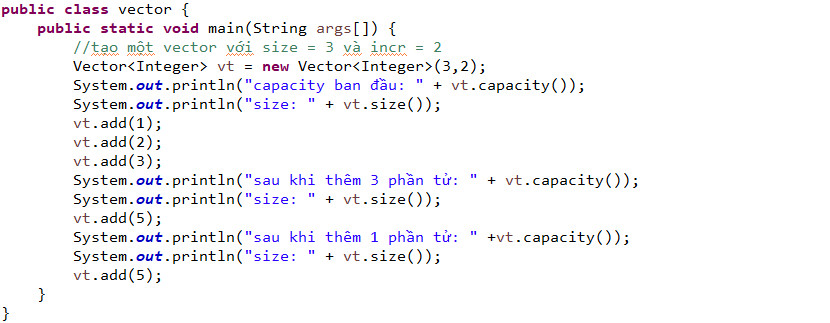 public class vector {
public static void main(String args[]) {
//tạo một vector với size = 3 và incr = 2
Vector<Integer> vt = new Vector<Integer>(3,2);
System.out.println("capacity ban đầu: " + vt.capacity());
System.out.println("size: " + vt.size());
vt.add(1);
vt.add(2);
vt.add(3);
System.out.println("sau khi thêm 3 phần tử: " + vt.capacity());
System.out.println("size: " + vt.size());
vt.add(5);
System.out.println("sau khi thêm 1 phần tử: " +vt.capacity());
System.out.println("size: " + vt.size());
vt.add(5);
}
}